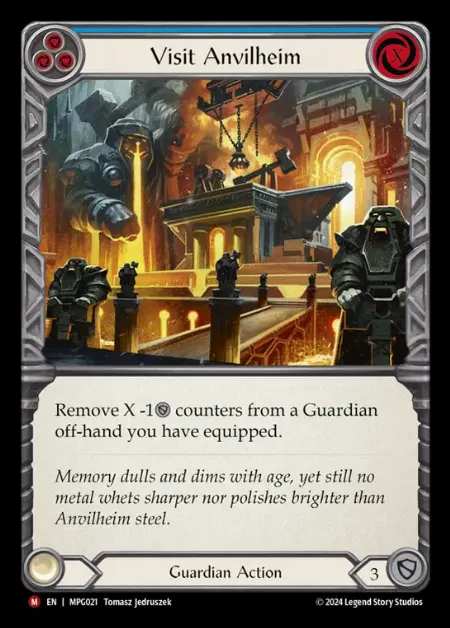 Visit Anvilheim
X
Remove X -1 counters from a Guardian
off-hand you have equipped.
Memory dulls and dims with age, yet still no
metal whets sharper nor polishes brighter than
Anvilheim steel.
Guardian Action
3
M EN | MPG021 Tomasz Jedruszek
© 2024 Legend Story Studios